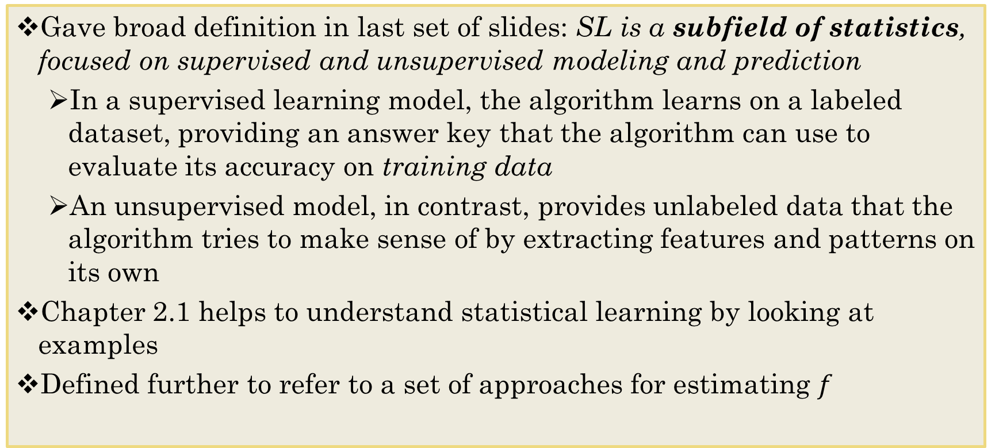 ❖Gave broad definition in last set of slides: SL is a subfield of statistics,
focused on supervised and unsupervised modeling and prediction
➢In a supervised learning model, the algorithm learns on a labeled
dataset, providing an answer key that the algorithm can use to
evaluate its accuracy on training data
➢An unsupervised model, in contrast, provides unlabeled data that the
algorithm tries to make sense of by extracting features and patterns on
its own
❖Chapter 2.1 helps to understand statistical learning by looking at
examples
❖Defined further to refer to a set of approaches for estimating f